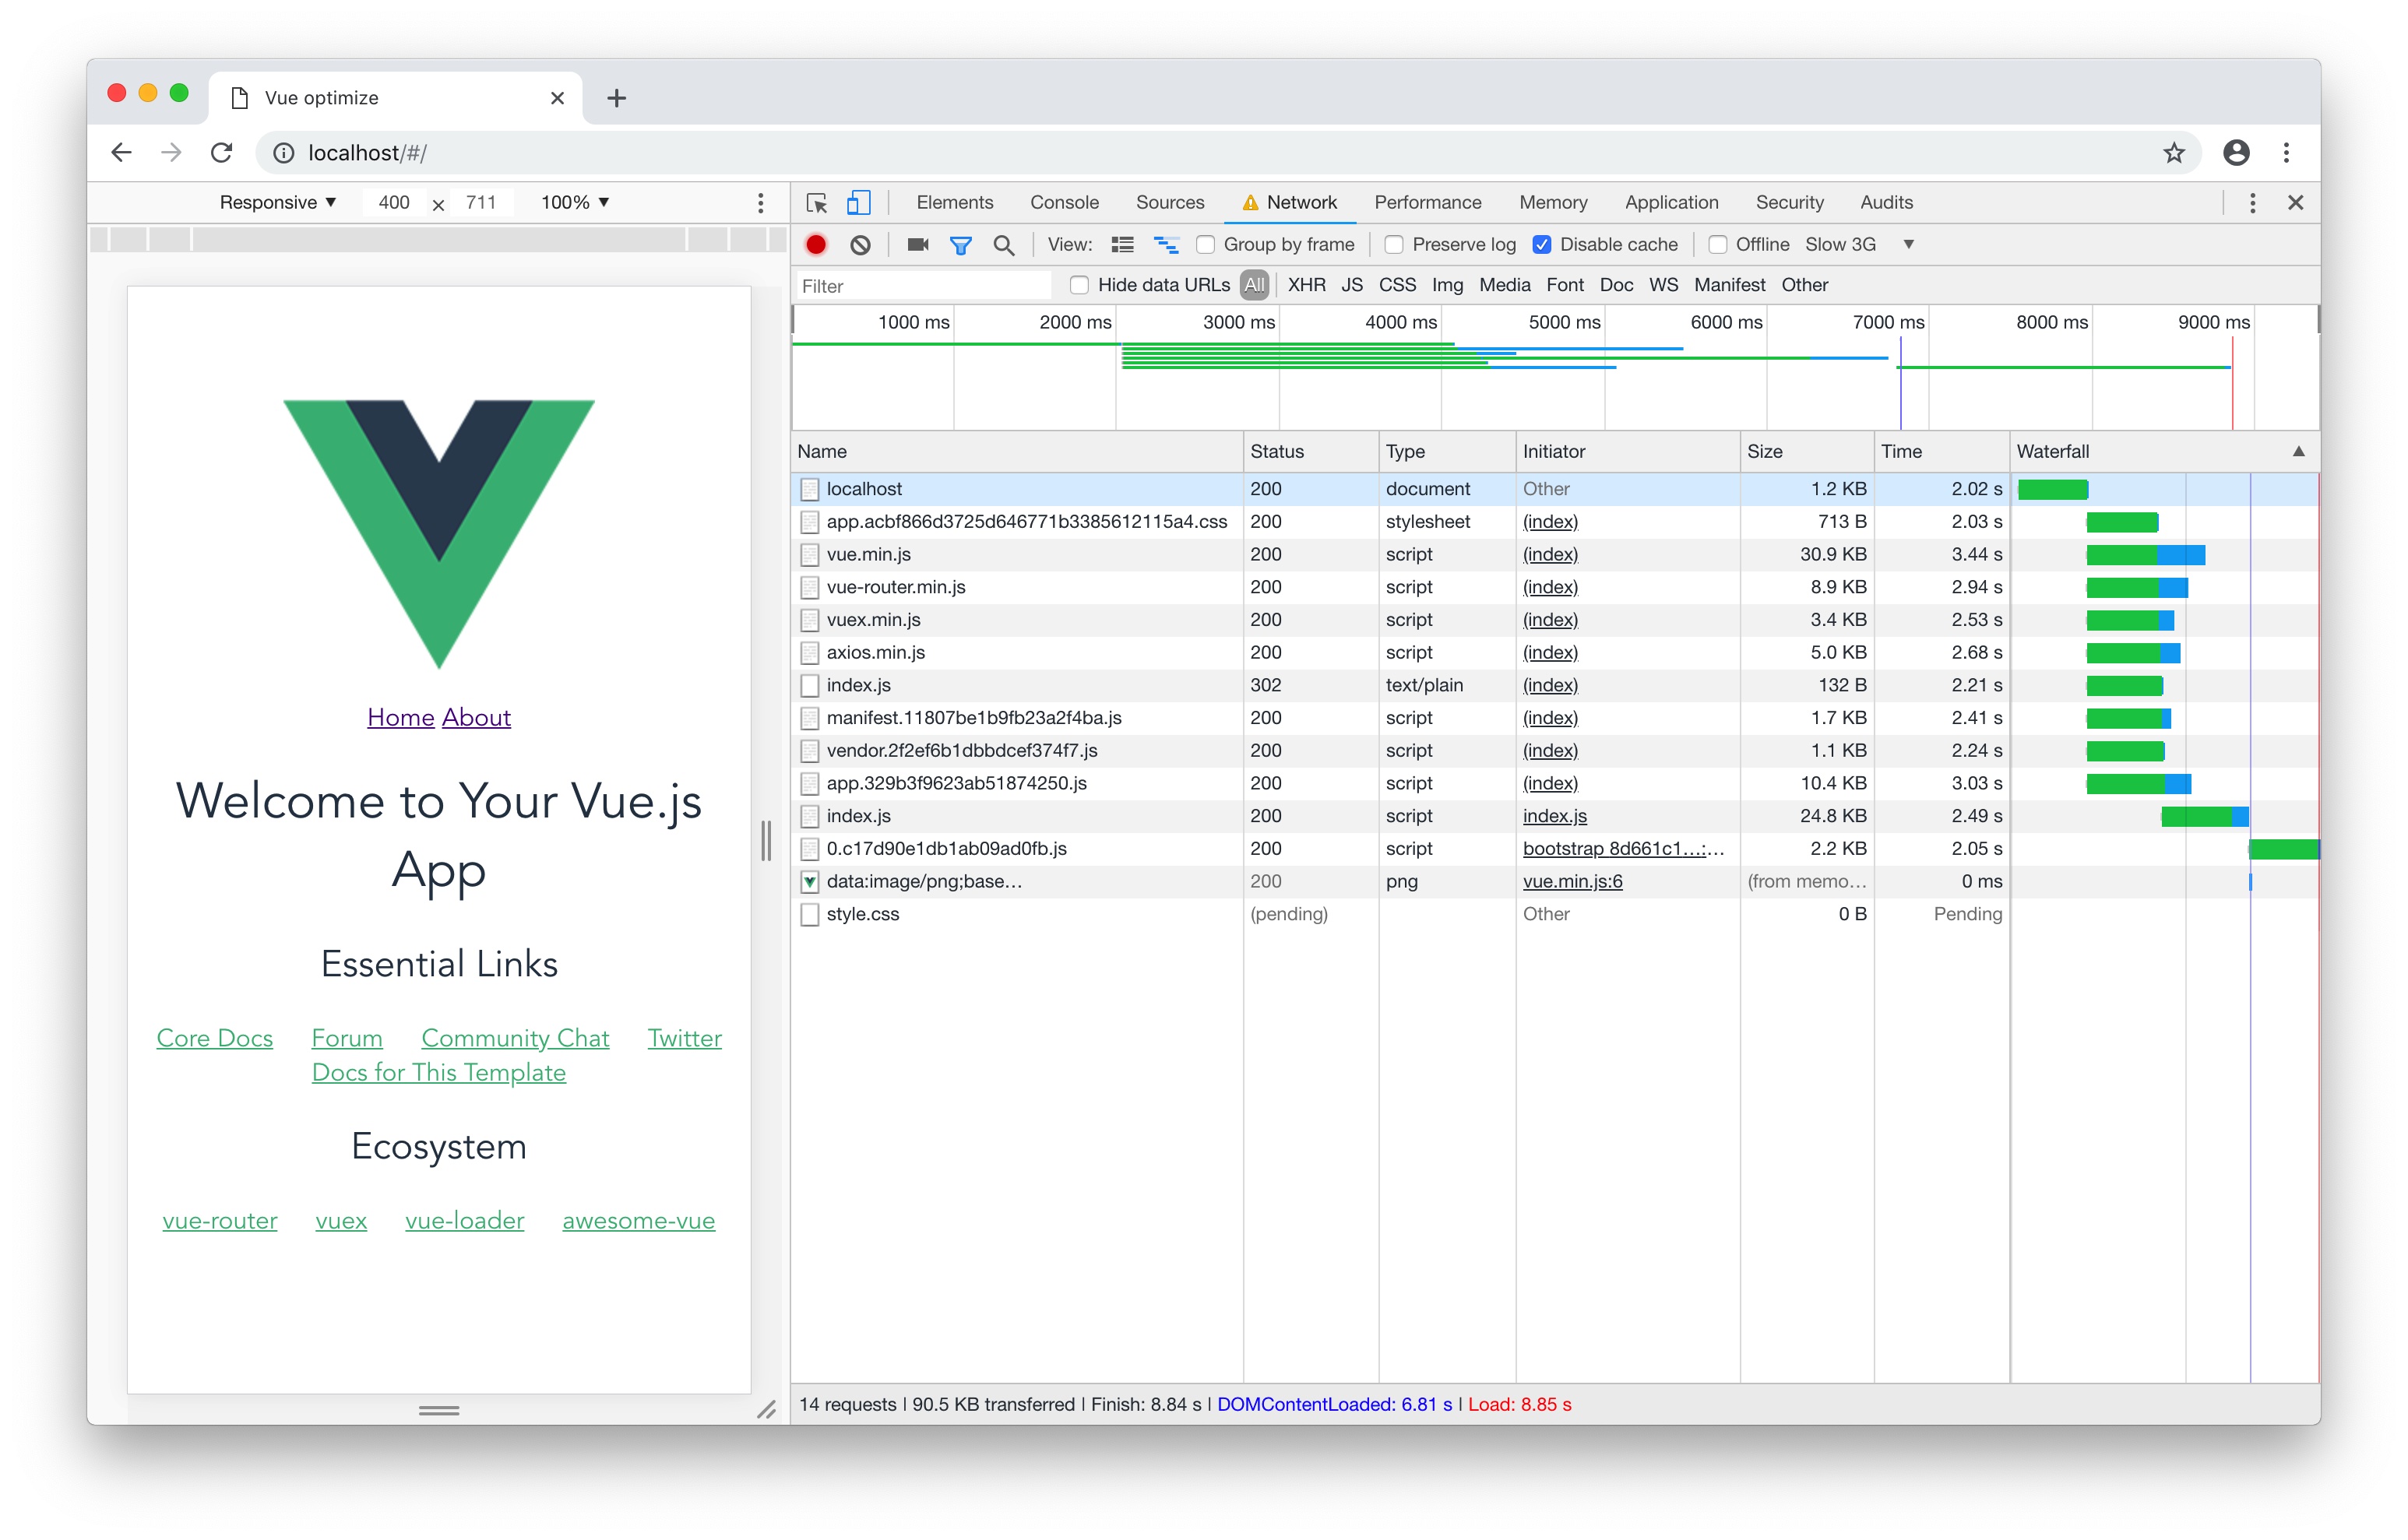 Vue optimize
localhost/#/
Responsive ▼ 400 × 711 100% ▼
Elements Console Sources Network Performance Memory Application Security Audits
View: Group by frame Preserve log Disable cache Offline Slow 3G ▼
Filter Hide data URLs All XHR JS CSS Img Media Font Doc WS Manifest Other
1000 ms 2000 ms 3000 ms 4000 ms 5000 ms 6000 ms 7000 ms 8000 ms 9000 ms
Name Status Type Initiator Size Time Waterfall ▲
localhost 200 document Other 1.2 KB 2.02 s
app.acbf866d3725d646771b3385612115a4.css 200 stylesheet (index) 713 B 2.03 s
vue.min.js 200 script (index) 30.9 KB 3.44 s
vue-router.min.js 200 script (index) 8.9 KB 2.94 s
vuex.min.js 200 script (index) 3.4 KB 2.53 s
axios.min.js 200 script (index) 5.0 KB 2.68 s
index.js 302 text/plain (index) 132 B 2.21 s
manifest.11807be1b9fb23a2f4ba.js 200 script (index) 1.7 KB 2.41 s
vendor.2f2ef6b1dbbdcef374f7.js 200 script (index) 1.1 KB 2.24 s
app.329b3f9623ab51874250.js 200 script (index) 10.4 KB 3.03 s
index.js 200 script index.js 24.8 KB 2.49 s
0.c17d90e1db1ab09ad0fb.js 200 script bootstrap 8d661c1…:… 2.2 KB 2.05 s
data:image/png;base… 200 png vue.min.js:6 (from memo… 0 ms
style.css (pending) Other 0 B Pending
14 requests | 90.5 KB transferred | Finish: 8.84 s | DOMContentLoaded: 6.81 s | Load: 8.85 s
Home About
Welcome to Your Vue.js
App
Essential Links
Core Docs Forum Community Chat Twitter
Docs for This Template
Ecosystem
vue-router vuex vue-loader awesome-vue